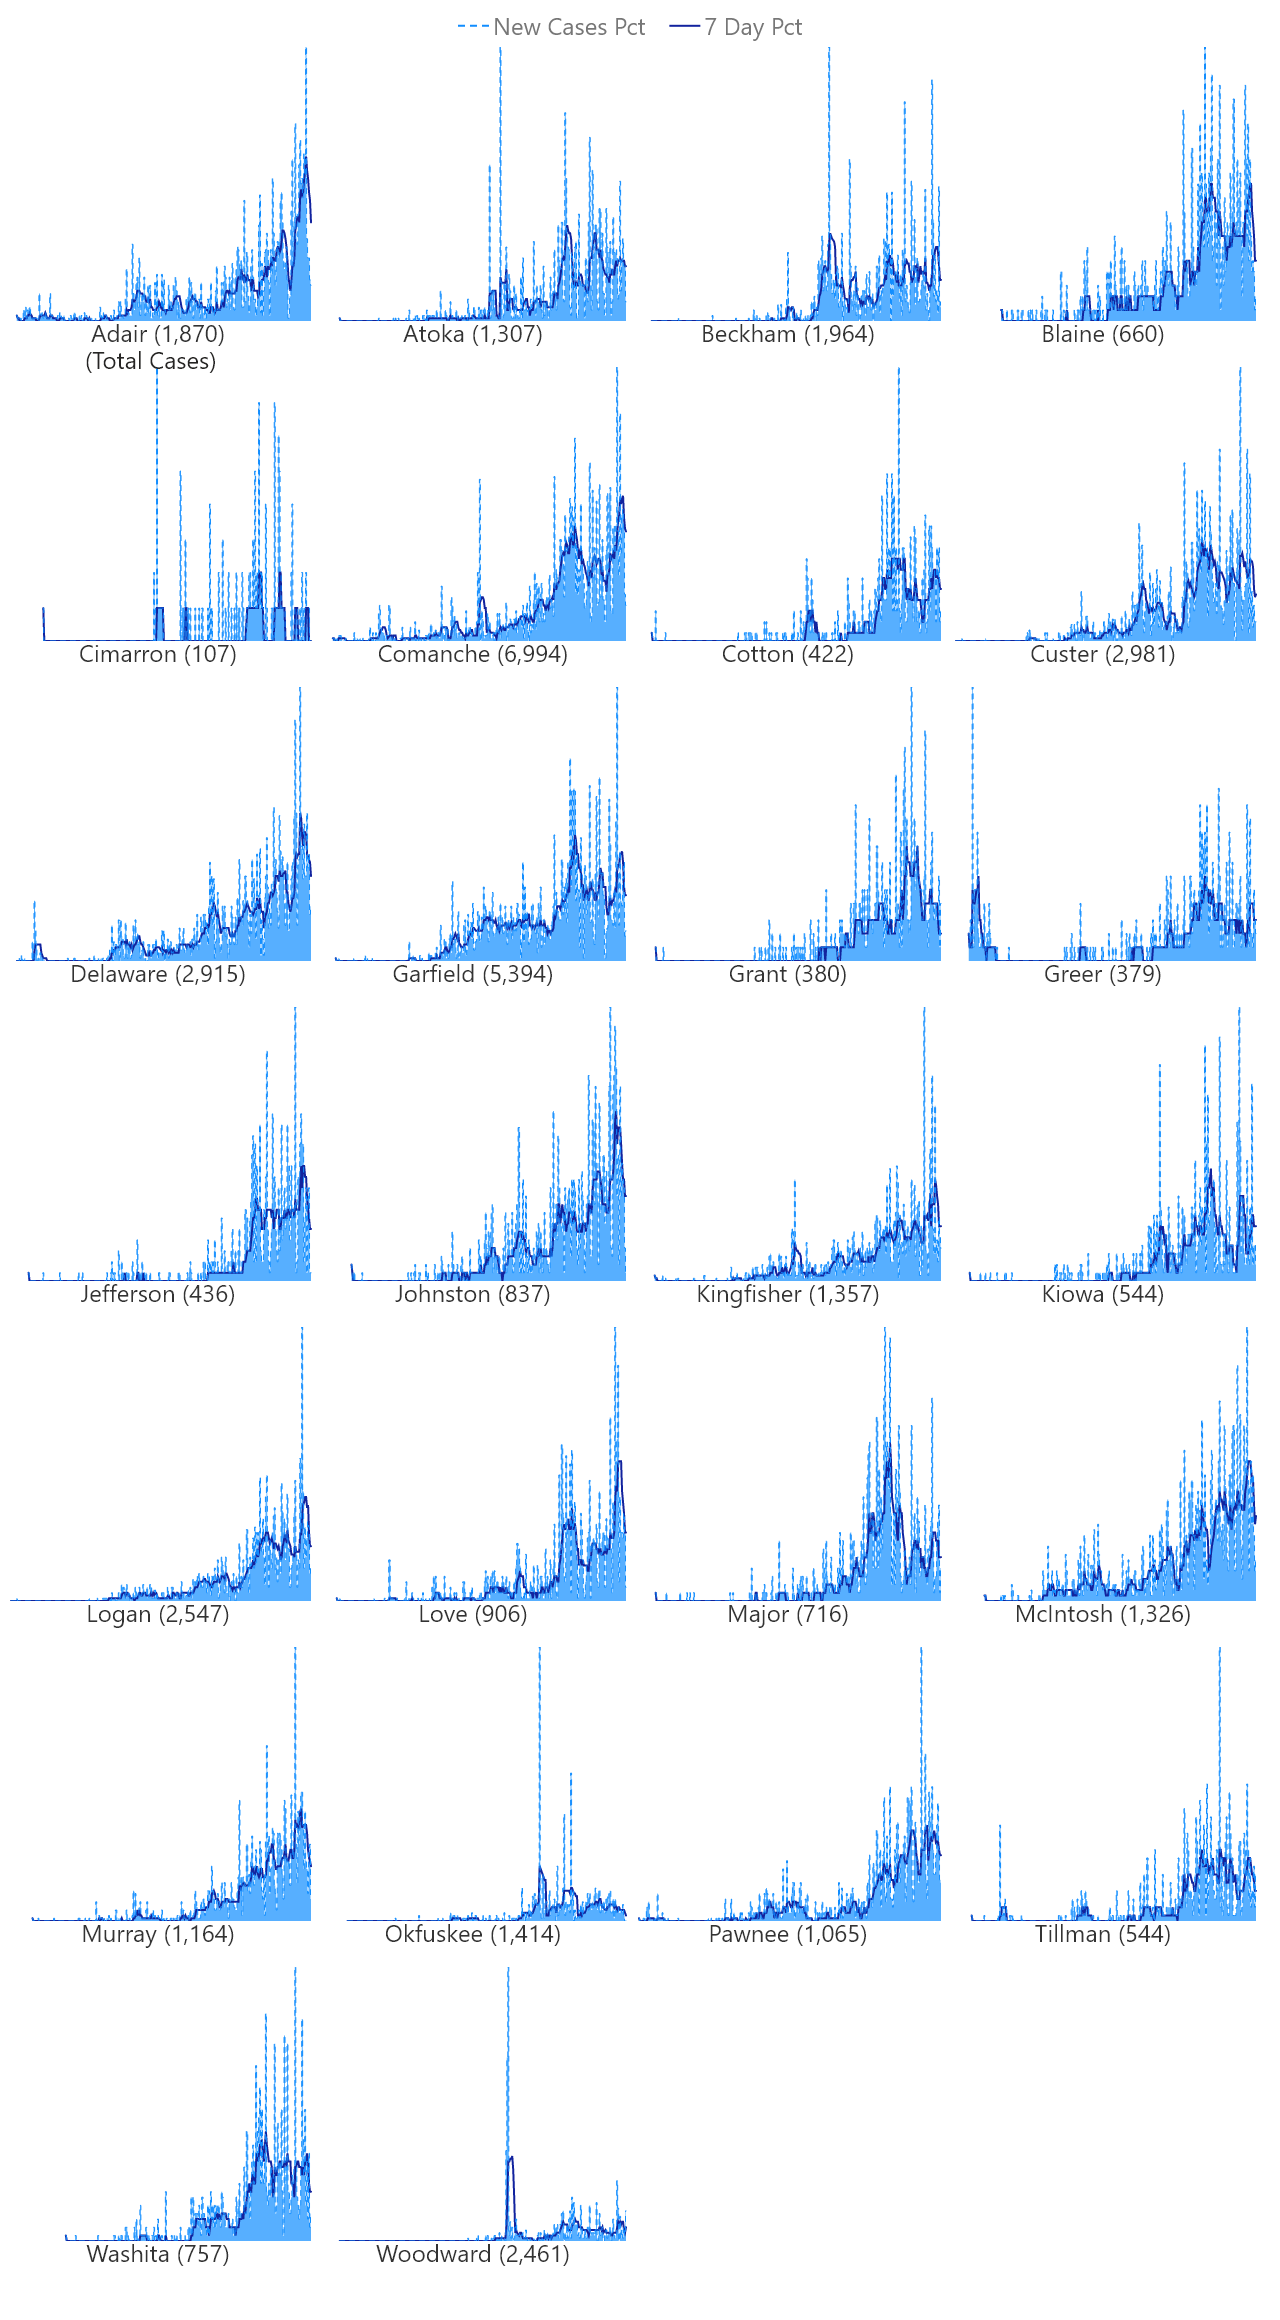 New Cases Pct 7 Day Pct
Adair (1,870) Atoka (1,307) Beckham (1,964) Blaine (660)
(Total Cases)
Cimarron (107) Comanche (6,994) Cotton (422) Custer (2,981)
Delaware (2,915) Garfield (5,394) Grant (380) Greer (379)
Jefferson (436) Johnston (837) Kingfisher (1,357) Kiowa (544)
Logan (2,547) Love (906) Major (716) McIntosh (1,326)
Murray (1,164) Okfuskee (1,414) Pawnee (1,065) Tillman (544)
Washita (757) Woodward (2,461)